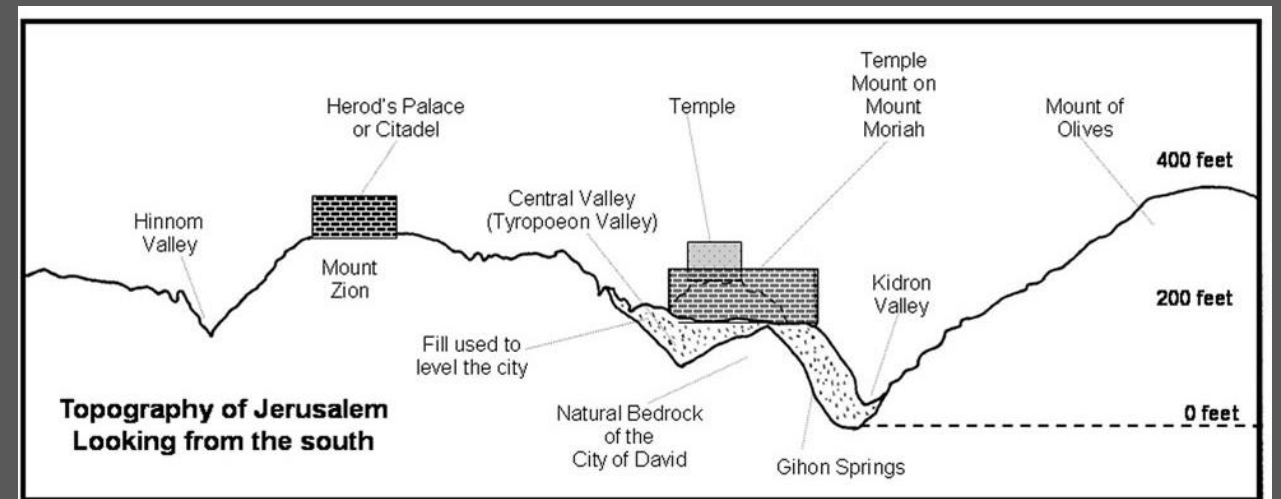 Herod's Palace
or Citadel
Temple
Temple
Mount on
Mount
Moriah
Mount of
Olives
400 feet
Hinnom
Valley
Central Valley
(Tyropoeon Valley)
Mount
Zion
Kidron
Valley
200 feet
Fill used to
level the city
Natural Bedrock
of the
City of David
Gihon Springs
0 feet
Topography of Jerusalem
Looking from the south